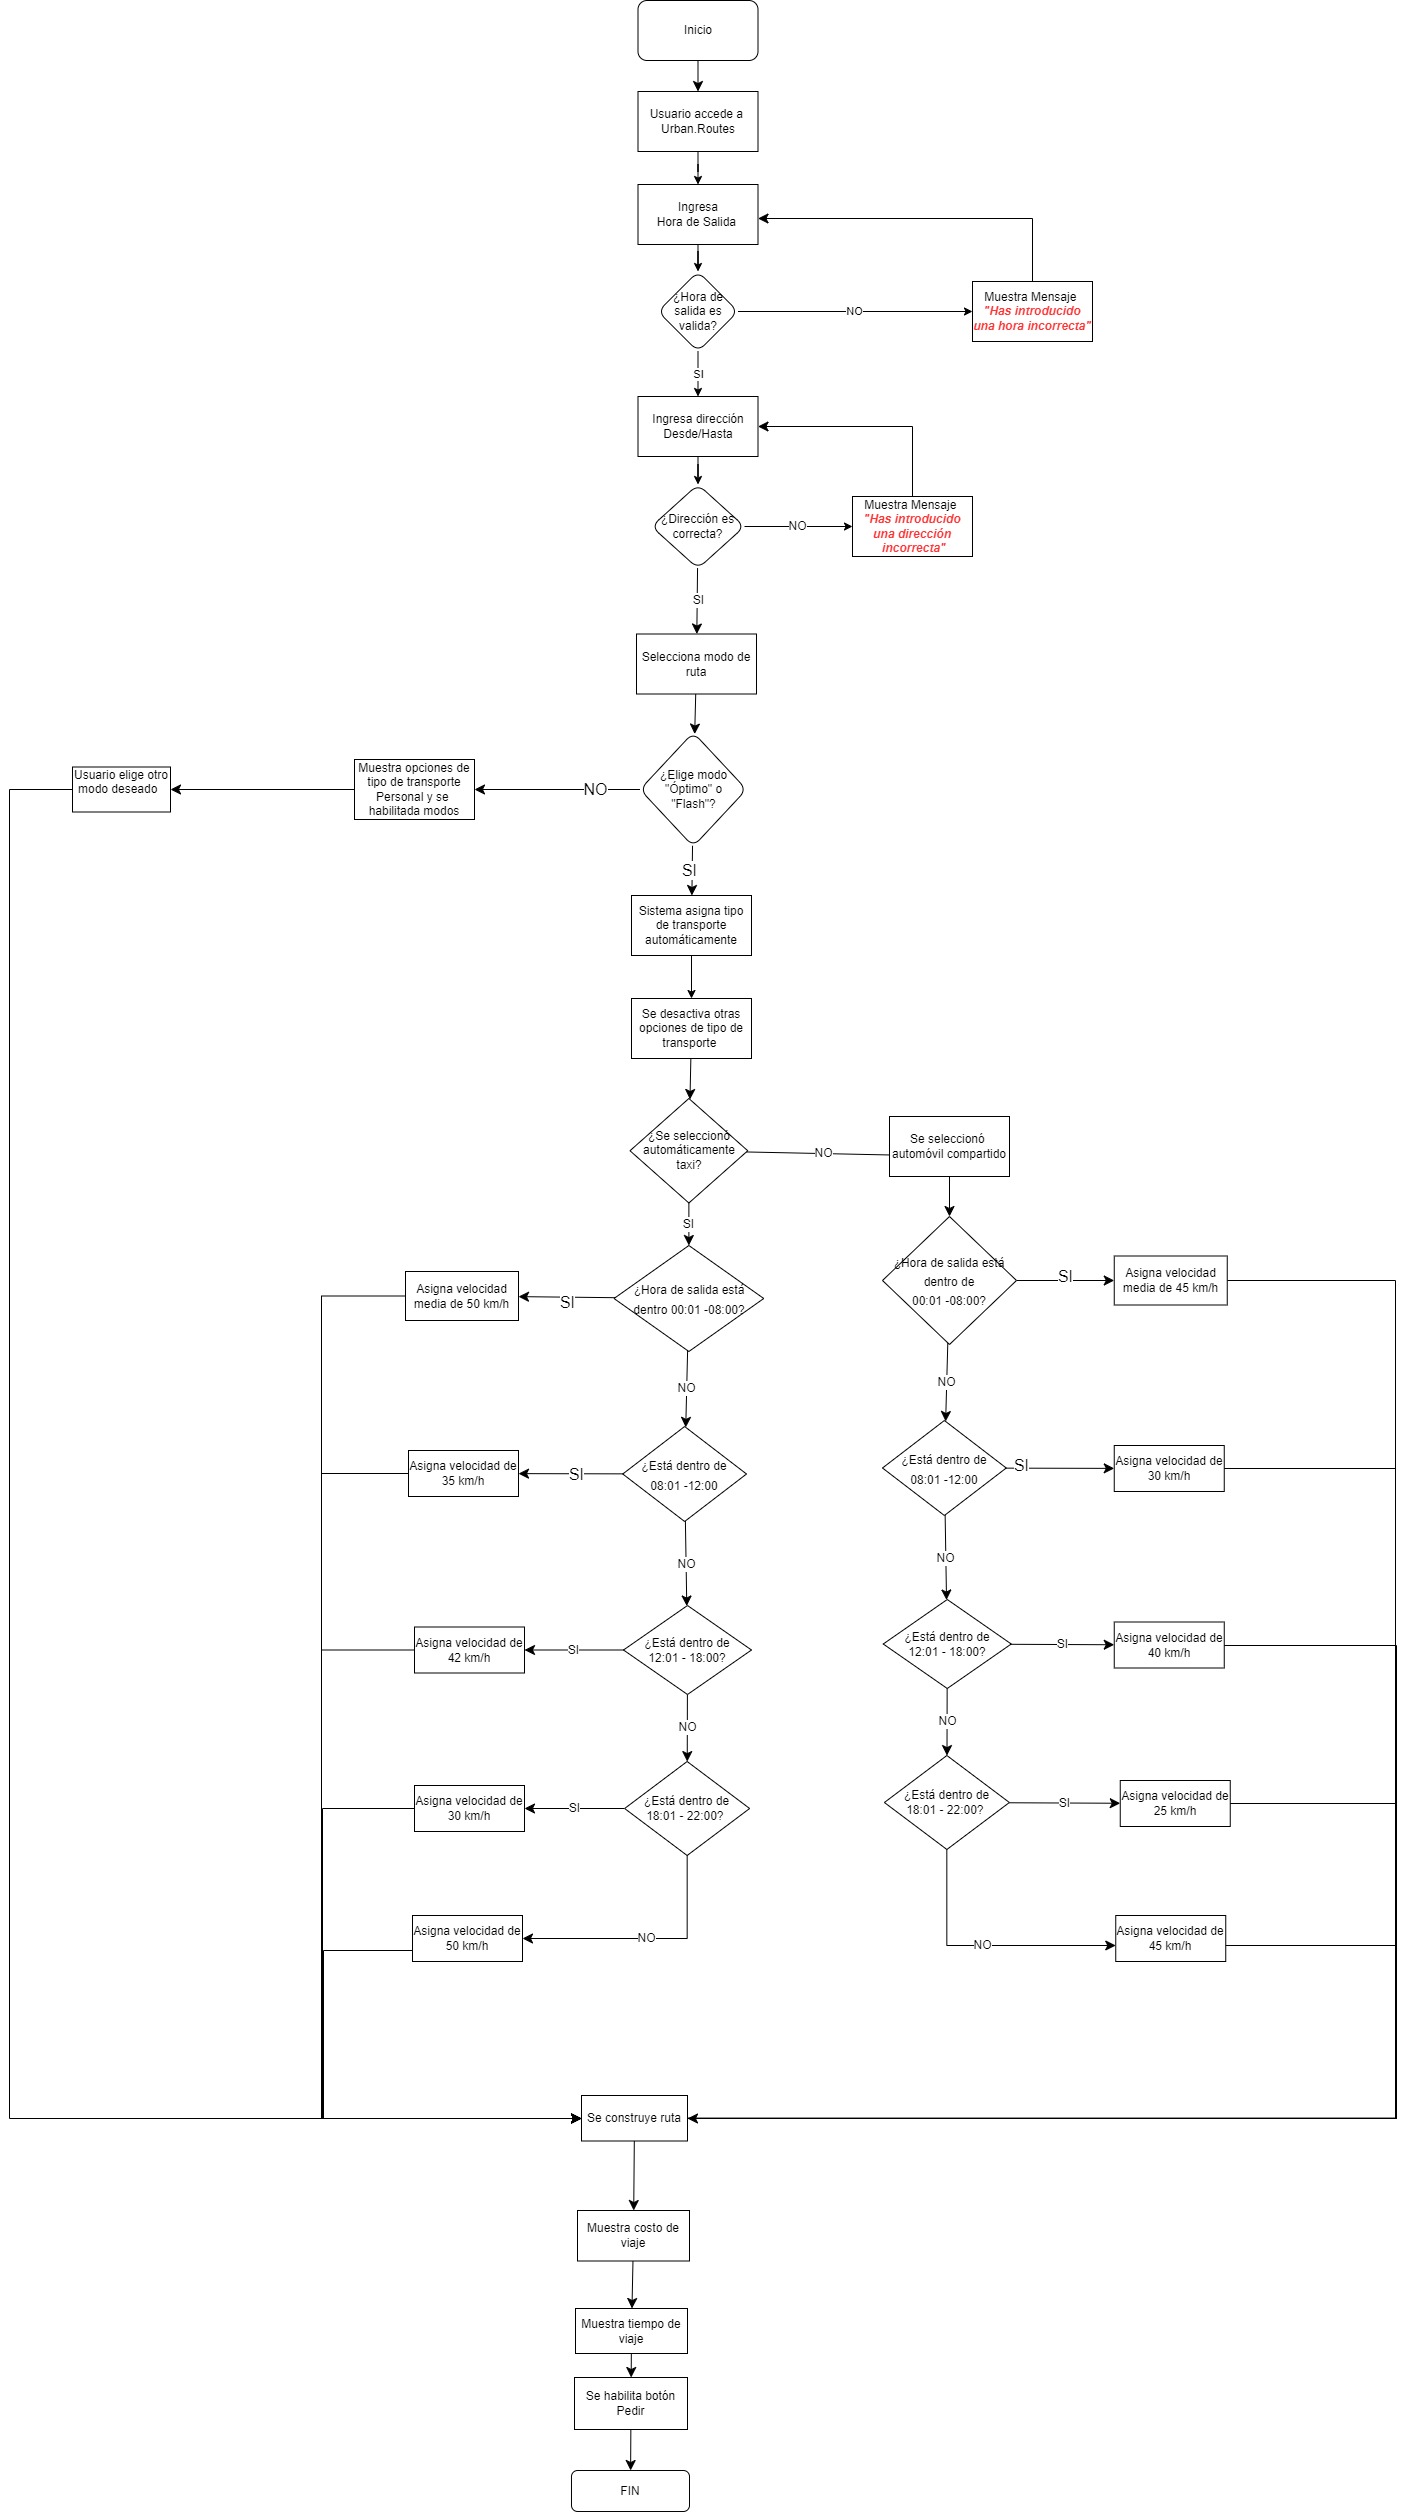 Inicio
Usuario accede a
Urban.Routes
Ingresa
Hora de Salida
¿Hora de
salida es
valida?
NO
Muestra Mensaje
"Has introducido
una hora incorrecta"
SI
Ingresa dirección
Desde/Hasta
¿Dirección es
correcta?
NO
Muestra Mensaje
"Has introducido
una dirección
incorrecta"
SI
Selecciona modo de
ruta
¿Elige modo
"Óptimo" o
"Flash"?
NO
Muestra opciones de
tipo de transporte
Personal y se
habilitada modos
Usuario elige otro
modo deseado
SI
Sistema asigna tipo
de transporte
automáticamente
Se desactiva otras
opciones de tipo de
transporte
¿Se seleccionó
automáticamente
taxi?
NO
Se seleccionó
automóvil compartido
SI
¿Hora de salida está
dentro 00:01 -08:00?
SI
Asigna velocidad
media de 50 km/h
¿Hora de salida está
dentro de
00:01 -08:00?
SI
Asigna velocidad
media de 45 km/h
NO
NO
¿Está dentro de
08:01 -12:00
SI
Asigna velocidad de
35 km/h
¿Está dentro de
08:01 -12:00
SI
Asigna velocidad de
30 km/h
NO
NO
¿Está dentro de
12:01 - 18:00?
SI
Asigna velocidad de
42 km/h
¿Está dentro de
12:01 - 18:00?
SI
Asigna velocidad de
40 km/h
NO
NO
¿Está dentro de
18:01 - 22:00?
SI
Asigna velocidad de
30 km/h
¿Está dentro de
18:01 - 22:00?
SI
Asigna velocidad de
25 km/h
NO
Asigna velocidad de
50 km/h
NO
Asigna velocidad de
45 km/h
Se construye ruta
Muestra costo de
viaje
Muestra tiempo de
viaje
Se habilita botón
Pedir
FIN